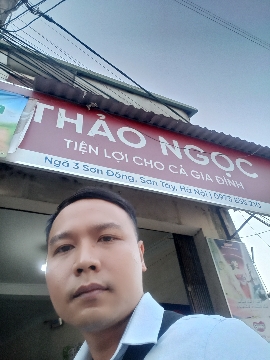 THẢO NGỌC
TIỆN LỢI CHO CẢ GIA ĐÌNH
Ngã 3 Sơn Đông, Sơn Tây, Hà Nội